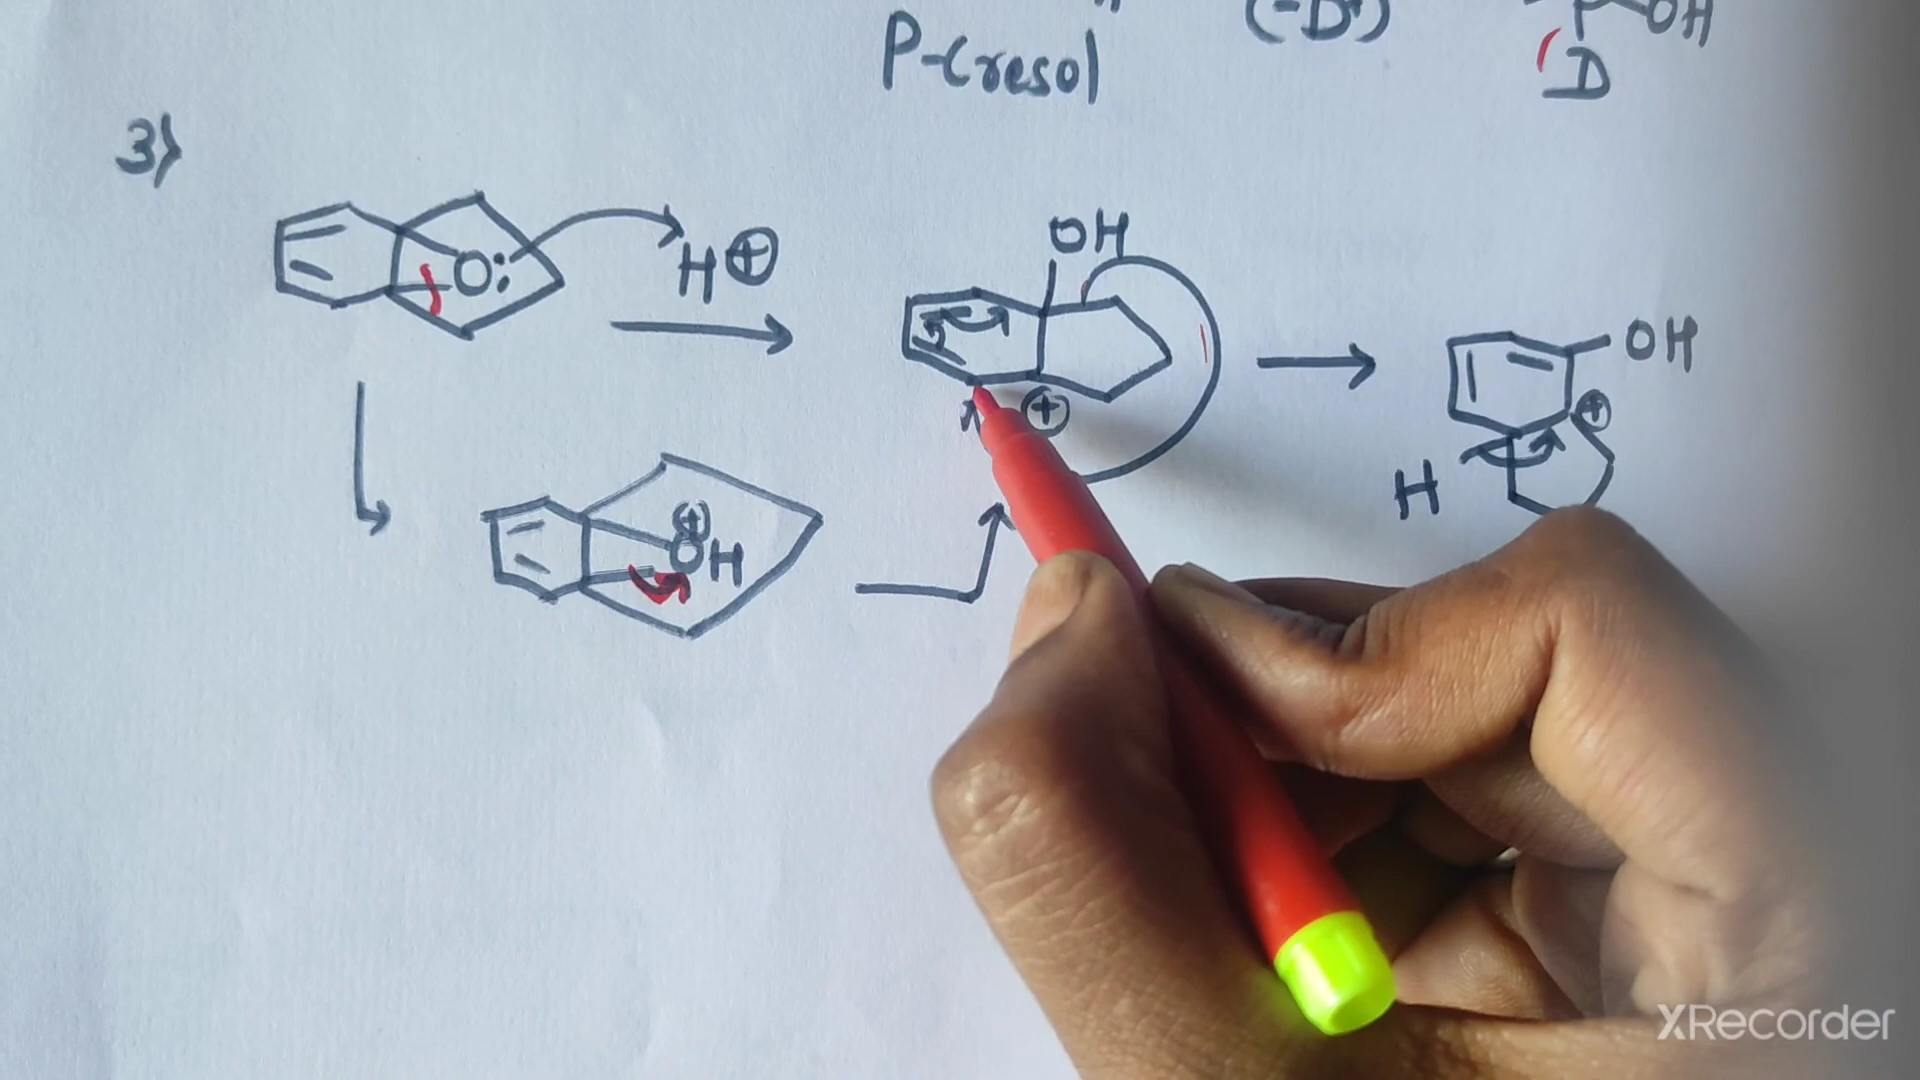 (-D⁺) OH
P-Cresol D
3)
OH
O: H⊕
OH
⊕
⊕
⊕
OH
H
XRecorder